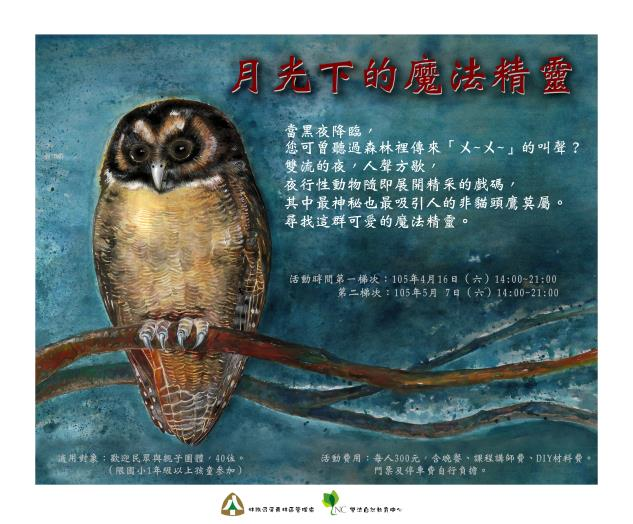 月光下的魔法精靈
當黑夜降臨，
您可曾聽過森林裡傳來「ㄨ~ㄨ~」的叫聲？
雙流的夜，人聲方歇，
夜行性動物隨即展開精采的戲碼，
其中最神秘也最吸引人的非貓頭鷹莫屬。
尋找這群可愛的魔法精靈。
活動時間第一梯次：105年4月16日（六）14:00~21:00
第二梯次：105年5月 7日（六）14:00~21:00
適用對象：歡迎民眾與親子團體，40位。
（限國小1年級以上孩童參加）
活動費用：每人300元，含晚餐、課程講師費、DIY材料費。
門票及停車費自行負擔。
林務局屏東林區管理處
NC 雙流自然教育中心